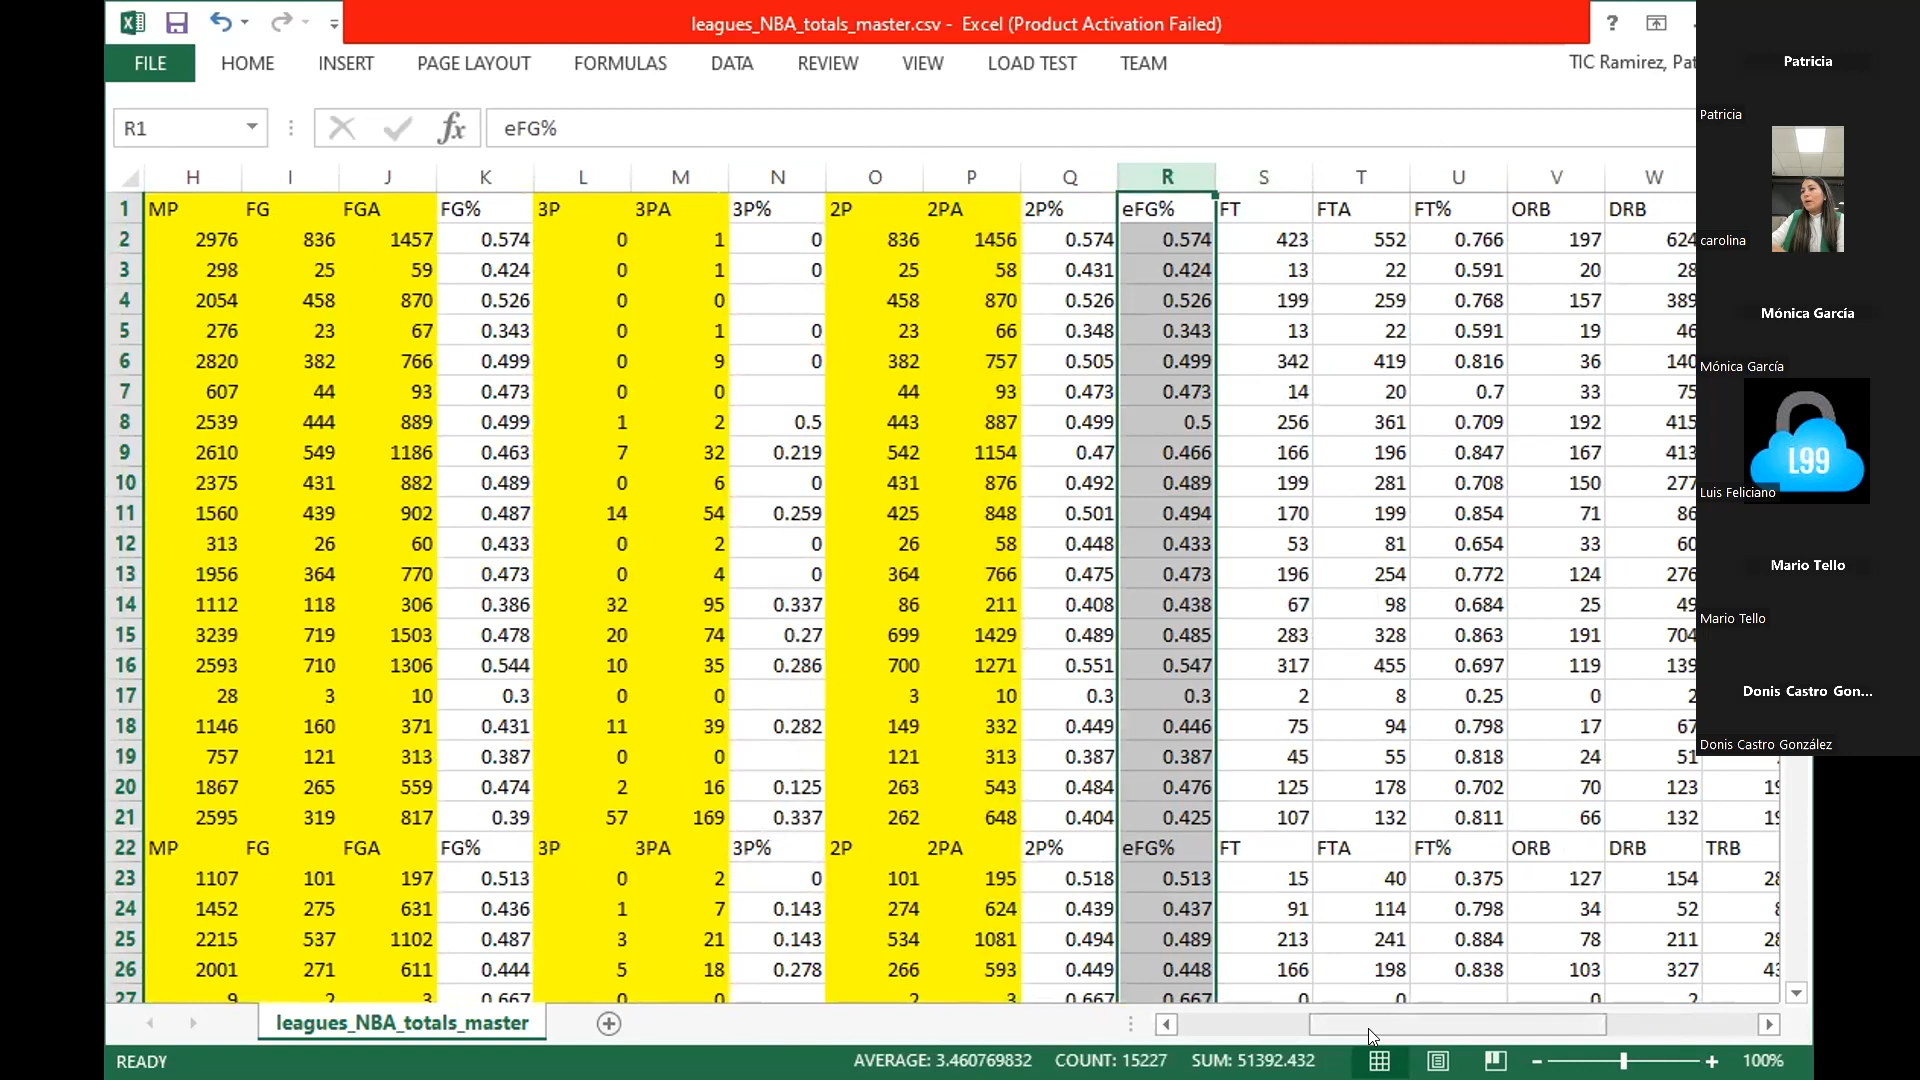 leagues_NBA_totals_master.csv - Excel (Product Activation Failed)
FILE HOME INSERT PAGE LAYOUT FORMULAS DATA REVIEW VIEW LOAD TEST TEAM TIC Ramirez, Pat
R1 fx eFG%
H I J K L M N O P Q R S T U V W
1 MP FG FGA FG% 3P 3PA 3P% 2P 2PA 2P% eFG% FT FTA FT% ORB DRB
2 2976 836 1457 0.574 0 1 0 836 1456 0.574 0.574 423 552 0.766 197 624
3 298 25 59 0.424 0 1 0 25 58 0.431 0.424 13 22 0.591 20 28
4 2054 458 870 0.526 0 0 458 870 0.526 0.526 199 259 0.768 157 389
5 276 23 67 0.343 0 1 0 23 66 0.348 0.343 13 22 0.591 19 46
6 2820 382 766 0.499 0 9 0 382 757 0.505 0.499 342 419 0.816 36 140
7 607 44 93 0.473 0 0 44 93 0.473 0.473 14 20 0.7 33 75
8 2539 444 889 0.499 1 2 0.5 443 887 0.499 0.5 256 361 0.709 192 415
9 2610 549 1186 0.463 7 32 0.219 542 1154 0.47 0.466 166 196 0.847 167 413
10 2375 431 882 0.489 0 6 0 431 876 0.492 0.489 199 281 0.708 150 277
11 1560 439 902 0.487 14 54 0.259 425 848 0.501 0.494 170 199 0.854 71 86
12 313 26 60 0.433 0 2 0 26 58 0.448 0.433 53 81 0.654 33 60
13 1956 364 770 0.473 0 4 0 364 766 0.475 0.473 196 254 0.772 124 276
14 1112 118 306 0.386 32 95 0.337 86 211 0.408 0.438 67 98 0.684 25 49
15 3239 719 1503 0.478 20 74 0.27 699 1429 0.489 0.485 283 328 0.863 191 704
16 2593 710 1306 0.544 10 35 0.286 700 1271 0.551 0.547 317 455 0.697 119 139
17 28 3 10 0.3 0 0 3 10 0.3 0.3 2 8 0.25 0 2
18 1146 160 371 0.431 11 39 0.282 149 332 0.449 0.446 75 94 0.798 17 67
19 757 121 313 0.387 0 0 121 313 0.387 0.387 45 55 0.818 24 51
20 1867 265 559 0.474 2 16 0.125 263 543 0.484 0.476 125 178 0.702 70 123 19
21 2595 319 817 0.39 57 169 0.337 262 648 0.404 0.425 107 132 0.811 66 132 19
22 MP FG FGA FG% 3P 3PA 3P% 2P 2PA 2P% eFG% FT FTA FT% ORB DRB TRB
23 1107 101 197 0.513 0 2 0 101 195 0.518 0.513 15 40 0.375 127 154 28
24 1452 275 631 0.436 1 7 0.143 274 624 0.439 0.437 91 114 0.798 34 52
25 2215 537 1102 0.487 3 21 0.143 534 1081 0.494 0.489 213 241 0.884 78 211 28
26 2001 271 611 0.444 5 18 0.278 266 593 0.449 0.448 166 198 0.838 103 327 43
27 9 2 3 0.667 0 0 2 3 0.667 0.667 0 0 0 2
leagues_NBA_totals_master
READY AVERAGE: 3.460769832 COUNT: 15227 SUM: 51392.432 100%
Patricia
Patricia
carolina
Mónica García
Mónica García
L99
Luis Feliciano
Mario Tello
Mario Tello
Donis Castro Gon...
Donis Castro González